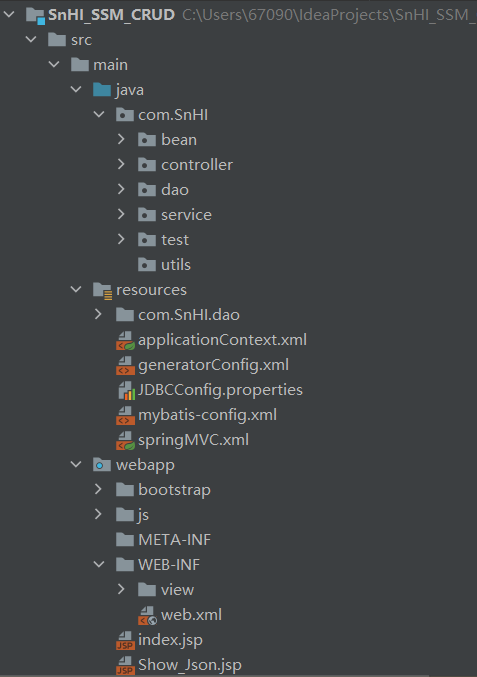 SnHI_SSM_CRUD C:\Users\67090\IdeaProjects\SnHI_SSM_
src
main
java
com.SnHI
bean
controller
dao
service
test
utils
resources
com.SnHI.dao
applicationContext.xml
generatorConfig.xml
JDBCConfig.properties
mybatis-config.xml
springMVC.xml
webapp
bootstrap
js
META-INF
WEB-INF
view
web.xml
index.jsp
Show_Json.jsp